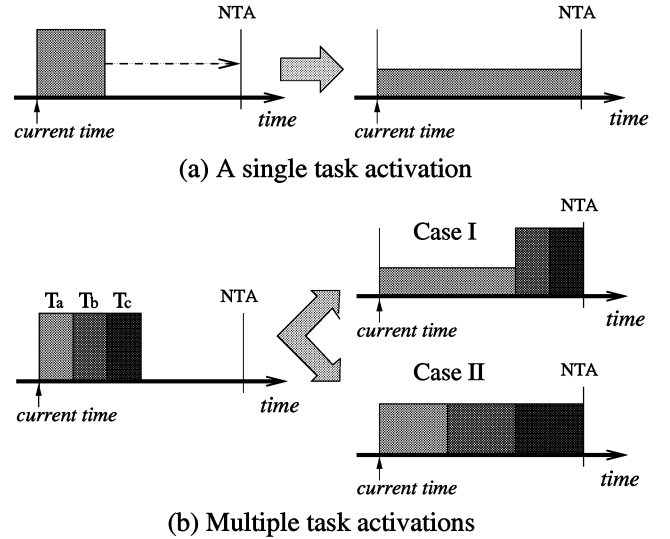 NTA NTA
current time time current time time
(a) A single task activation
Ta Tb Tc NTA
current time time
Case I NTA
current time time
Case II NTA
current time time
(b) Multiple task activations